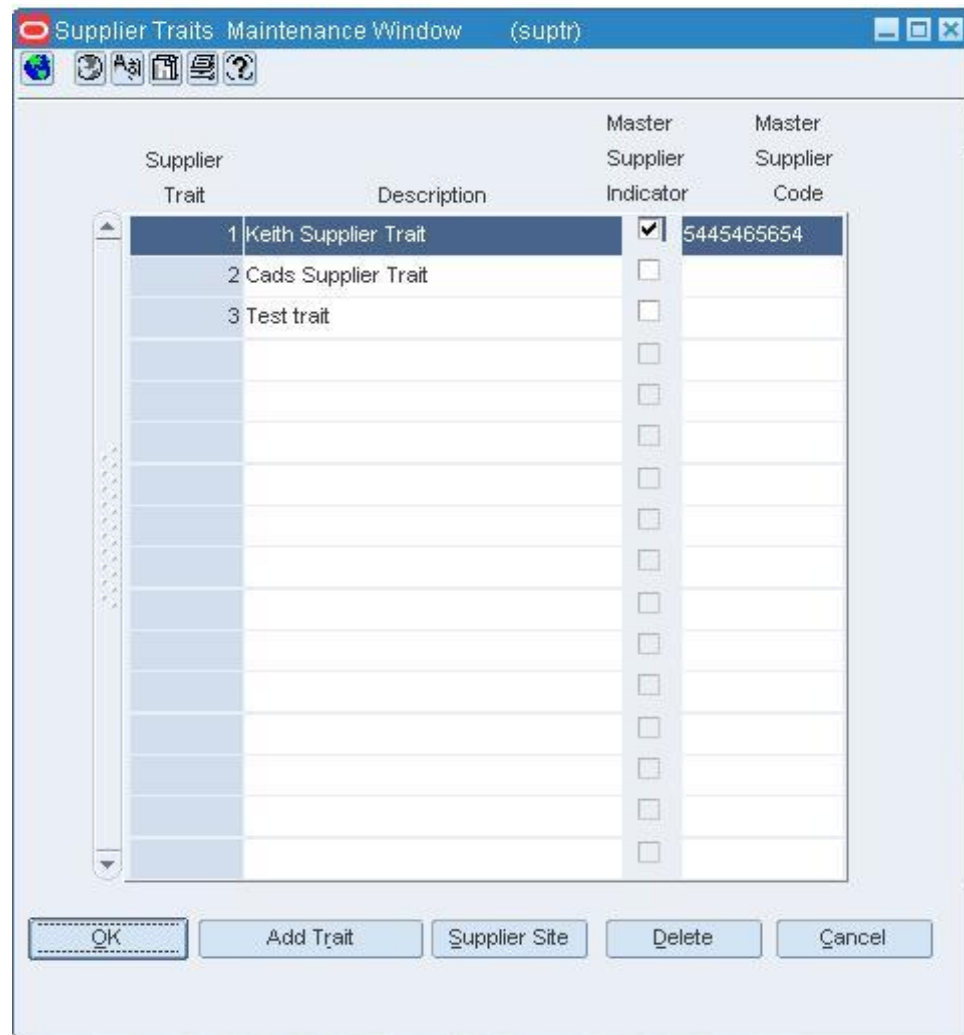 Supplier Traits Maintenance Window (suptr)
Supplier Trait
Description
Master Supplier Indicator
Master Supplier Code
1 Keith Supplier Trait 5445465654
2 Cads Supplier Trait
3 Test trait
OK Add Trait Supplier Site Delete Cancel